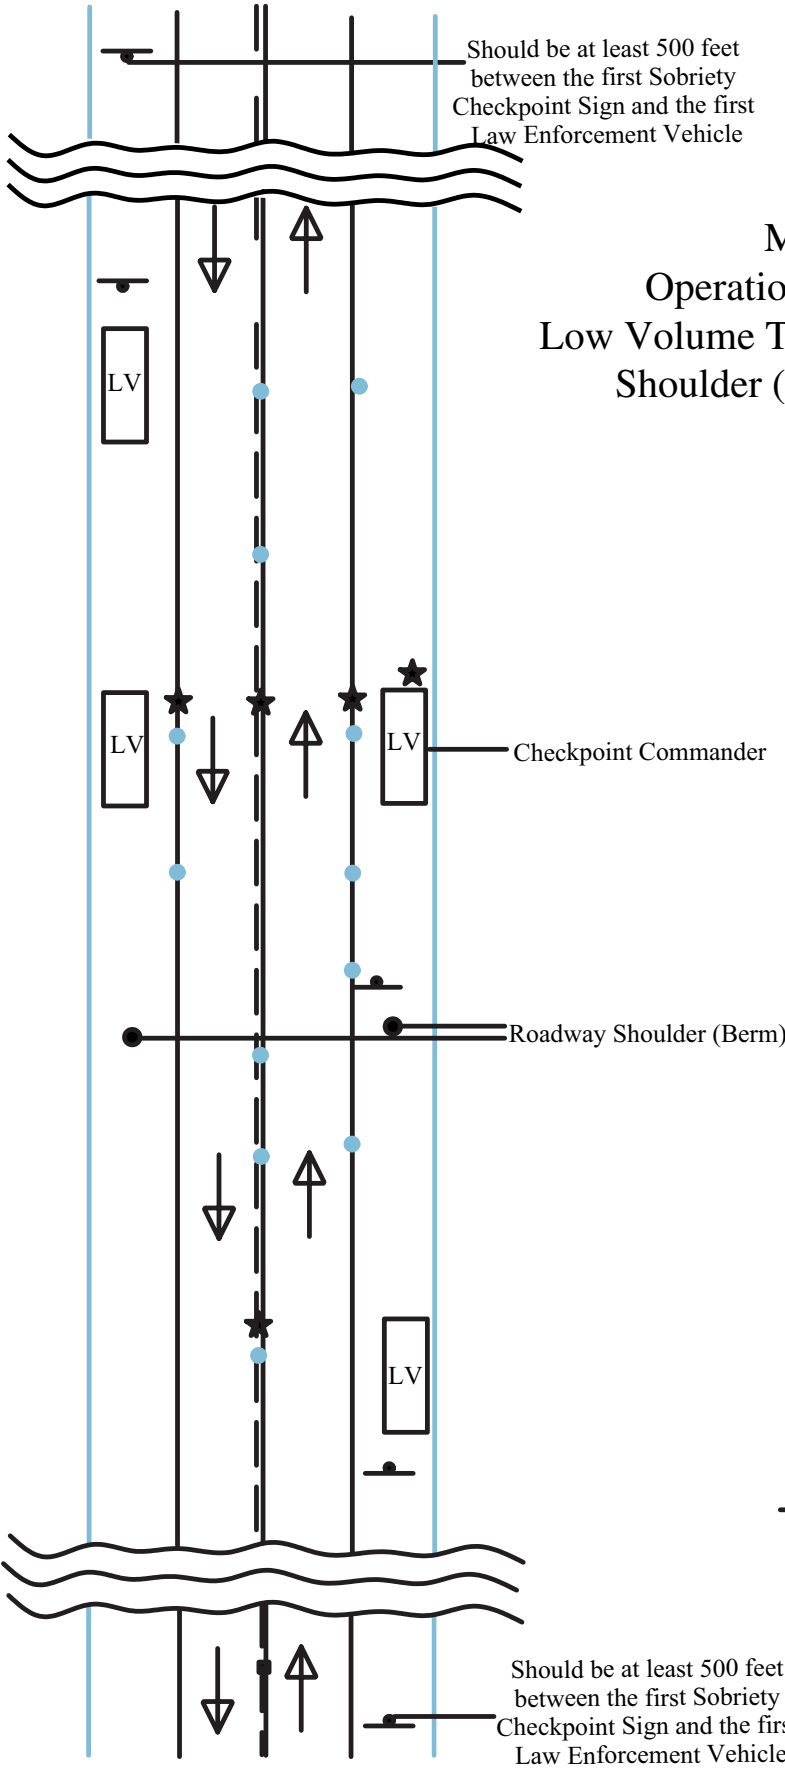 Should be at least 500 feet
between the first Sobriety
Checkpoint Sign and the first
Law Enforcement Vehicle
M
Operatio
Low Volume T
Shoulder (
LV
LV
LV
Checkpoint Commander
Roadway Shoulder (Berm)
LV
Should be at least 500 feet
between the first Sobriety
Checkpoint Sign and the firs
Law Enforcement Vehicle